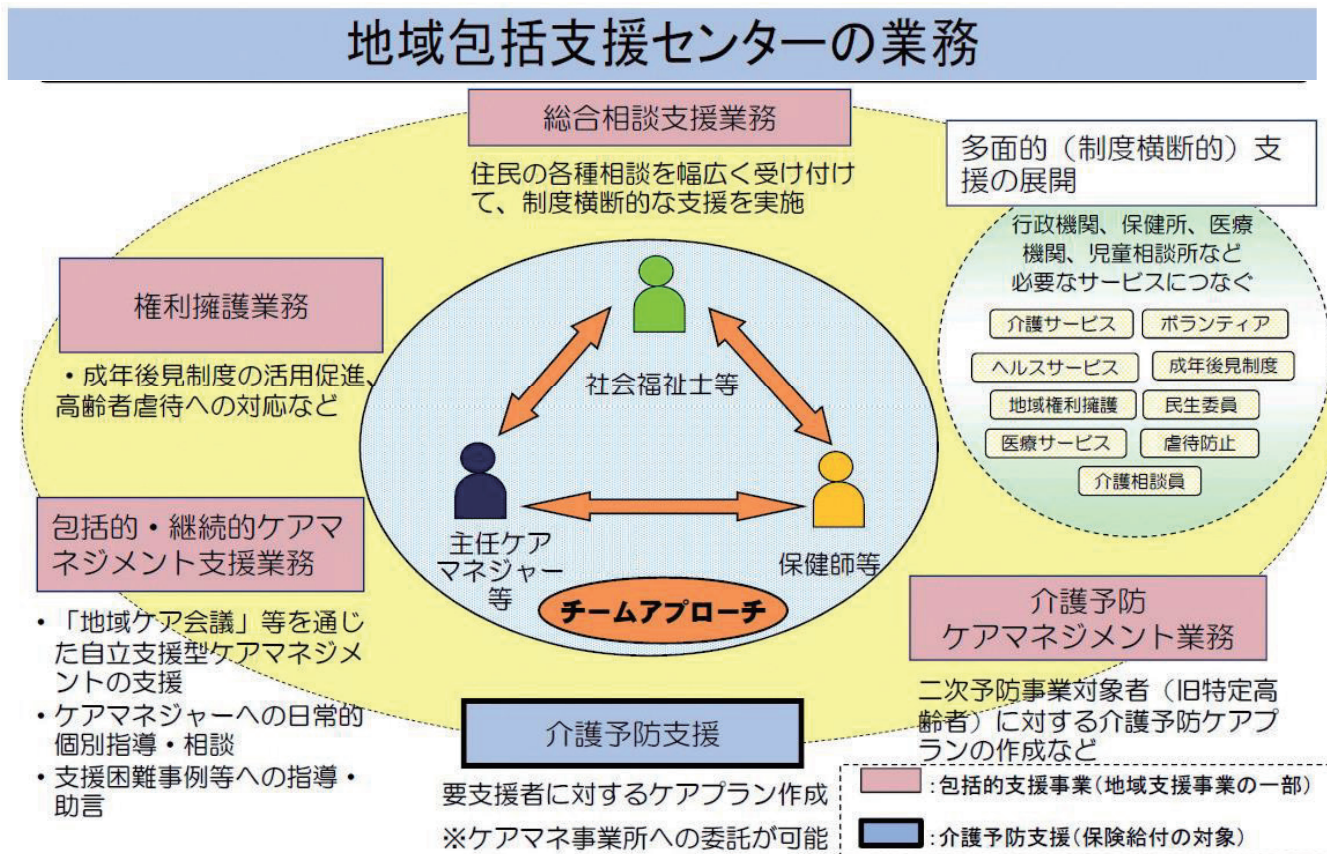 地域包括支援センターの業務
総合相談支援業務
住民の各種相談を幅広く受け付け
て、制度横断的な支援を実施
多面的（制度横断的）支
援の展開
行政機関、保健所、医療
機関、児童相談所など
必要なサービスにつなぐ
介護サービス
ボランティア
ヘルスサービス
成年後見制度
地域権利擁護
民生委員
医療サービス
虐待防止
介護相談員
権利擁護業務
・成年後見制度の活用促進、
高齢者虐待への対応など
社会福祉士等
主任ケア
マネジャー
等
保健師等
チームアプローチ
包括的・継続的ケアマ
ネジメント支援業務
・「地域ケア会議」等を通じ
た自立支援型ケアマネジメ
ントの支援
・ケアマネジャーへの日常的
個別指導・相談
・支援困難事例等への指導・
助言
介護予防
ケアマネジメント業務
二次予防事業対象者（旧特定高
齢者）に対する介護予防ケアプ
ランの作成など
介護予防支援
要支援者に対するケアプラン作成
※ケアマネ事業所への委託が可能
：包括的支援事業（地域支援事業の一部）
：介護予防支援（保険給付の対象）